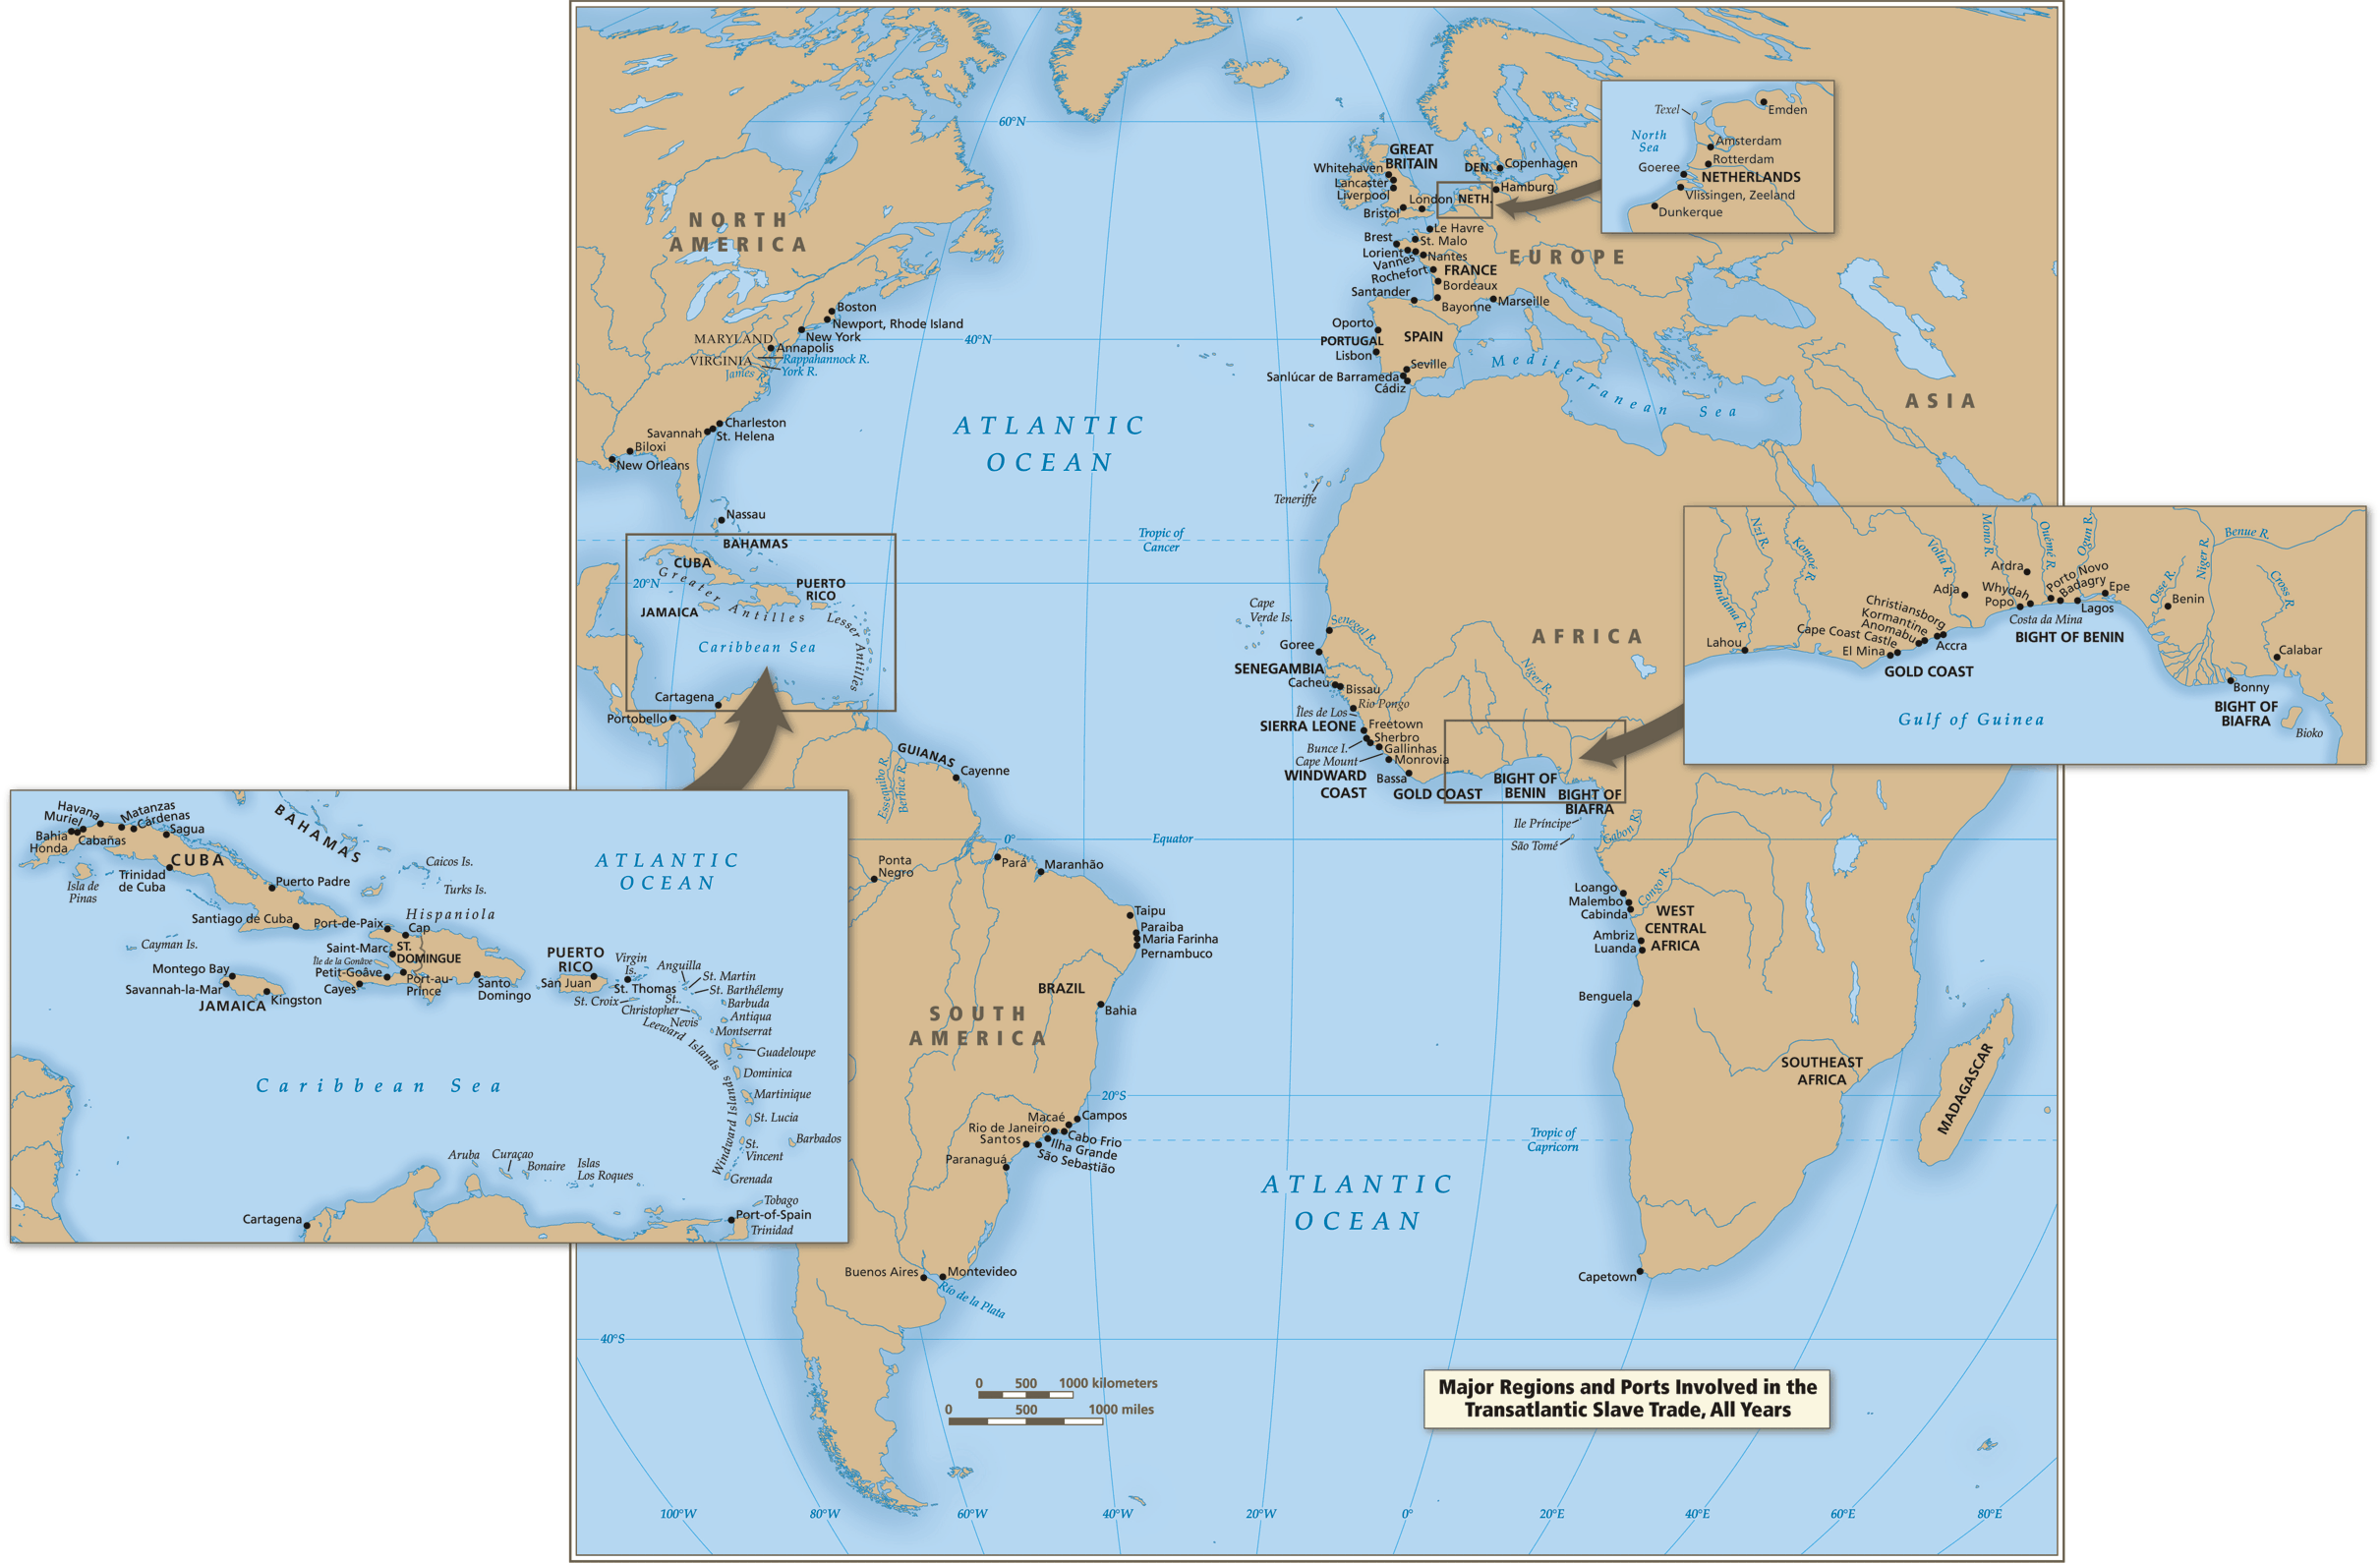 60°N
NORTH
AMERICA
GREAT
BRITAIN
Whitehaven
Lancaster
Liverpool
London
Bristol
DEN.
Copenhagen
Hamburg
NETH.
Le Havre
Brest
St. Malo
Lorient
Vannes
Nantes
Rochefort
FRANCE
Bordeaux
Santander
Bayonne
Marseille
EUROPE
Oporto
PORTUGAL
SPAIN
Lisbon
Seville
Sanlúcar de Barrameda
Cádiz
Mediterranean Sea
ASIA
Texel
Emden
North
Sea
Amsterdam
Rotterdam
Goeree
NETHERLANDS
Vlissingen, Zeeland
Dunkerque
Boston
Newport, Rhode Island
New York
MARYLAND
Annapolis
VIRGINIA
Rappahannock R.
James R.
York R.
40°N
Charleston
Savannah
St. Helena
Biloxi
New Orleans
ATLANTIC
OCEAN
Teneriffe
Nassau
BAHAMAS
Tropic of
Cancer
CUBA
20°N
Greater Antilles
PUERTO
RICO
JAMAICA
Lesser Antilles
Caribbean Sea
Cartagena
Portobello
Cape
Verde Is.
Senegal R.
AFRICA
Goree
SENEGAMBIA
Cacheu
Bissau
Niger R.
Rio Pongo
Îles de Los
SIERRA LEONE
Freetown
Sherbro
Bunce I.
Gallinhas
Cape Mount
Monrovia
WINDWARD
COAST
Bassa
GOLD COAST
BIGHT OF
BENIN
BIGHT OF
BIAFRA
Ile Príncipe
São Tomé
Gabon R.
Nzi R.
Komoé R.
Bandama R.
Volta R.
Mono R.
Ouémé R.
Ogun R.
Osse R.
Niger R.
Benue R.
Cross R.
Ardra
Adja
Whydah
Popo
Porto Novo
Badagry
Epe
Lagos
Benin
Christiansborg
Kormantine
Anomabu
Cape Coast Castle
El Mina
Accra
Lahou
Costa da Mina
BIGHT OF BENIN
GOLD COAST
Calabar
Bonny
BIGHT OF
BIAFRA
Bioko
Gulf of Guinea
GUIANAS
Essequibo R.
Berbice R.
Cayenne
0°
Equator
Ponta
Negro
Pará
Maranhão
Taipu
Paraiba
Maria Farinha
Pernambuco
BRAZIL
Bahia
SOUTH
AMERICA
Loango
Malembo
Cabinda
Congo R.
WEST
CENTRAL
AFRICA
Ambriz
Luanda
Benguela
SOUTHEAST
AFRICA
MADAGASCAR
20°S
Macaé
Campos
Rio de Janeiro
Cabo Frio
Santos
Ilha Grande
São Sebastião
Paranaguá
Tropic of
Capricorn
ATLANTIC
OCEAN
Capetown
Buenos Aires
Montevideo
Río de la Plata
40°S
Havana
Muriel
Matanzas
Cárdenas
Bahia
Honda
Cabañas
Sagua
CUBA
Trinidad
de Cuba
Isla de
Pinas
Puerto Padre
Santiago de Cuba
BAHAMAS
Caicos Is.
Turks Is.
ATLANTIC
OCEAN
Hispaniola
Port-de-Paix
Cap
Cayman Is.
Saint-Marc
ST.
DOMINGUE
Île de la Gonâve
Petit-Goâve
Port-au-
Prince
Cayes
Santo
Domingo
Montego Bay
Savannah-la-Mar
Kingston
JAMAICA
PUERTO
RICO
San Juan
Virgin
Is.
St. Thomas
St. Croix
Anguilla
St. Martin
St. Barthélemy
St.
Christopher
Barbuda
Nevis
Antiqua
Montserrat
Leeward Islands
Guadeloupe
Dominica
Martinique
St. Lucia
Windward Islands
St.
Vincent
Barbados
Grenada
Caribbean Sea
Aruba
Curaçao
Bonaire
Islas
Los Roques
Tobago
Port-of-Spain
Trinidad
Cartagena
0 500 1000 kilometers
0 500 1000 miles
Major Regions and Ports Involved in the
Transatlantic Slave Trade, All Years
100°W
80°W
60°W
40°W
20°W
0°
20°E
40°E
60°E
80°E